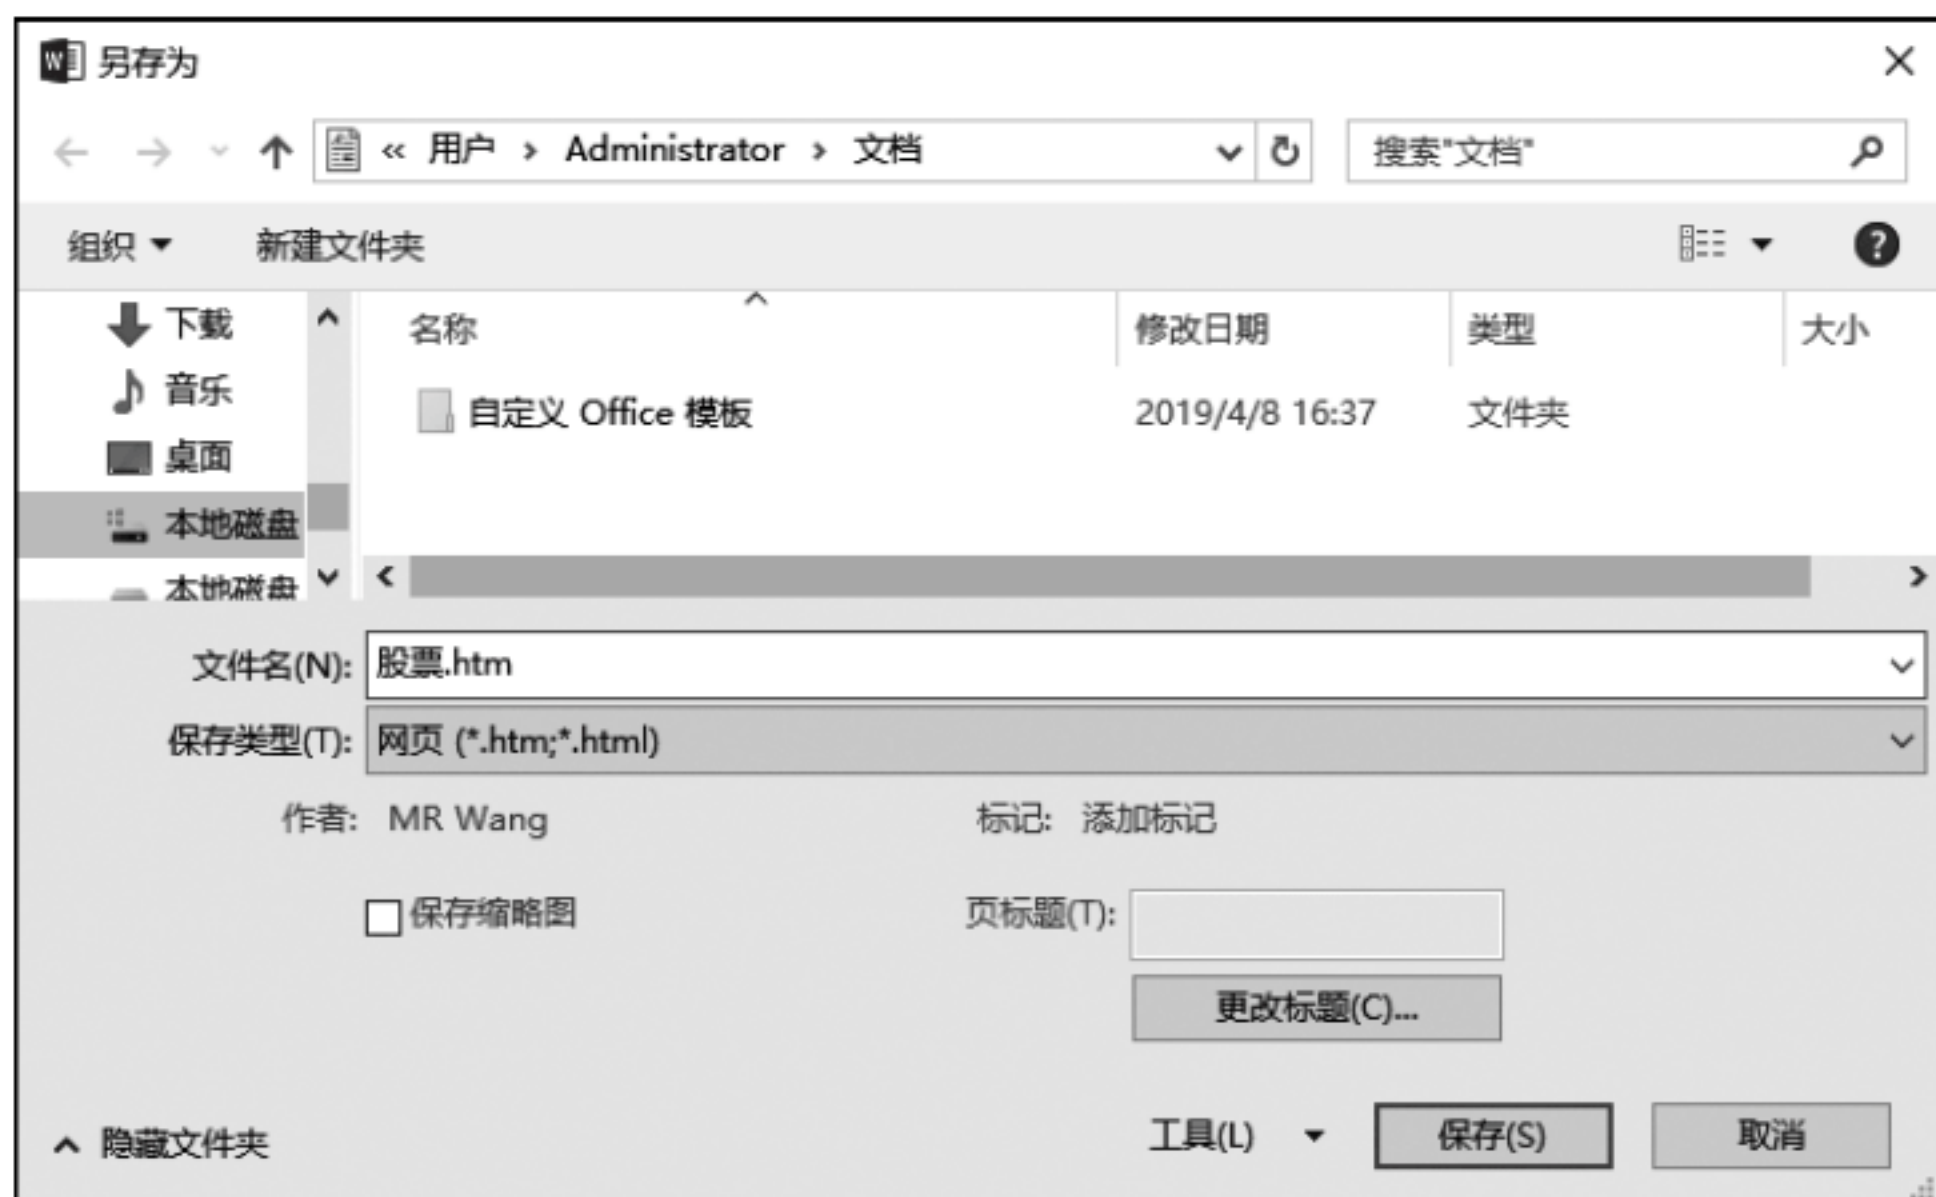 另存为
« 用户 › Administrator › 文档
搜索"文档"
组织 新建文件夹
下载
音乐
桌面
本地磁盘
本地磁盘
名称 修改日期 类型 大小
自定义 Office 模板 2019/4/8 16:37 文件夹
文件名(N): 股票.htm
保存类型(T): 网页 (*.htm;*.html)
作者: MR Wang 标记: 添加标记
保存缩略图 页标题(T):
更改标题(C)...
隐藏文件夹 工具(L) 保存(S) 取消